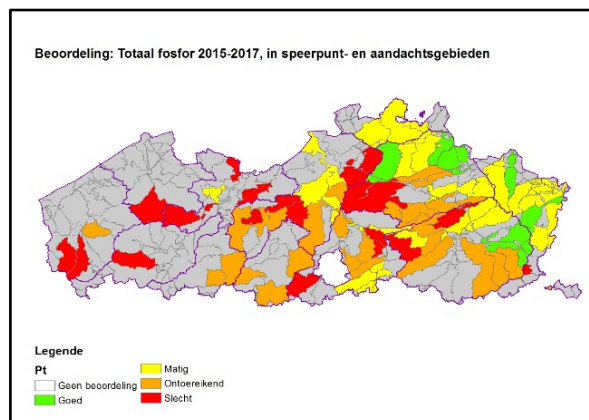 Beoordeling: Totaal fosfor 2015-2017, in speerpunt- en aandachtsgebieden
Legende
Pt
Geen beoordeling
Goed
Matig
Ontoereikend
Slecht